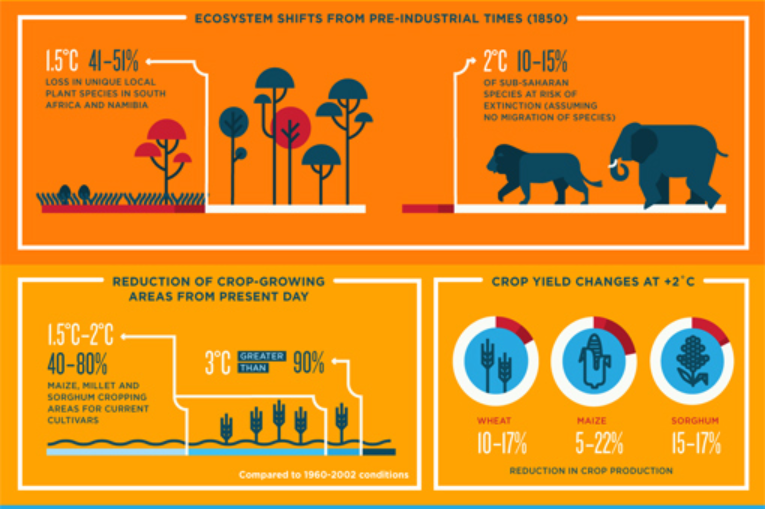 ECOSYSTEM SHIFTS FROM PRE-INDUSTRIAL TIMES (1850)
1.5°C 41-51%
LOSS IN UNIQUE LOCAL
PLANT SPECIES IN SOUTH
AFRICA AND NAMIBIA
2°C 10-15%
OF SUB-SAHARAN
SPECIES AT RISK OF
EXTINCTION (ASSUMING
NO MIGRATION OF SPECIES)
REDUCTION OF CROP-GROWING
AREAS FROM PRESENT DAY
1.5°C-2°C
40-80%
MAIZE, MILLET AND
SORGHUM CROPPING
AREAS FOR CURRENT
CULTIVARS
3°C GREATER THAN 90%
Compared to 1960-2002 conditions
CROP YIELD CHANGES AT +2°C
WHEAT
10-17%
MAIZE
5-22%
SORGHUM
15-17%
REDUCTION IN CROP PRODUCTION